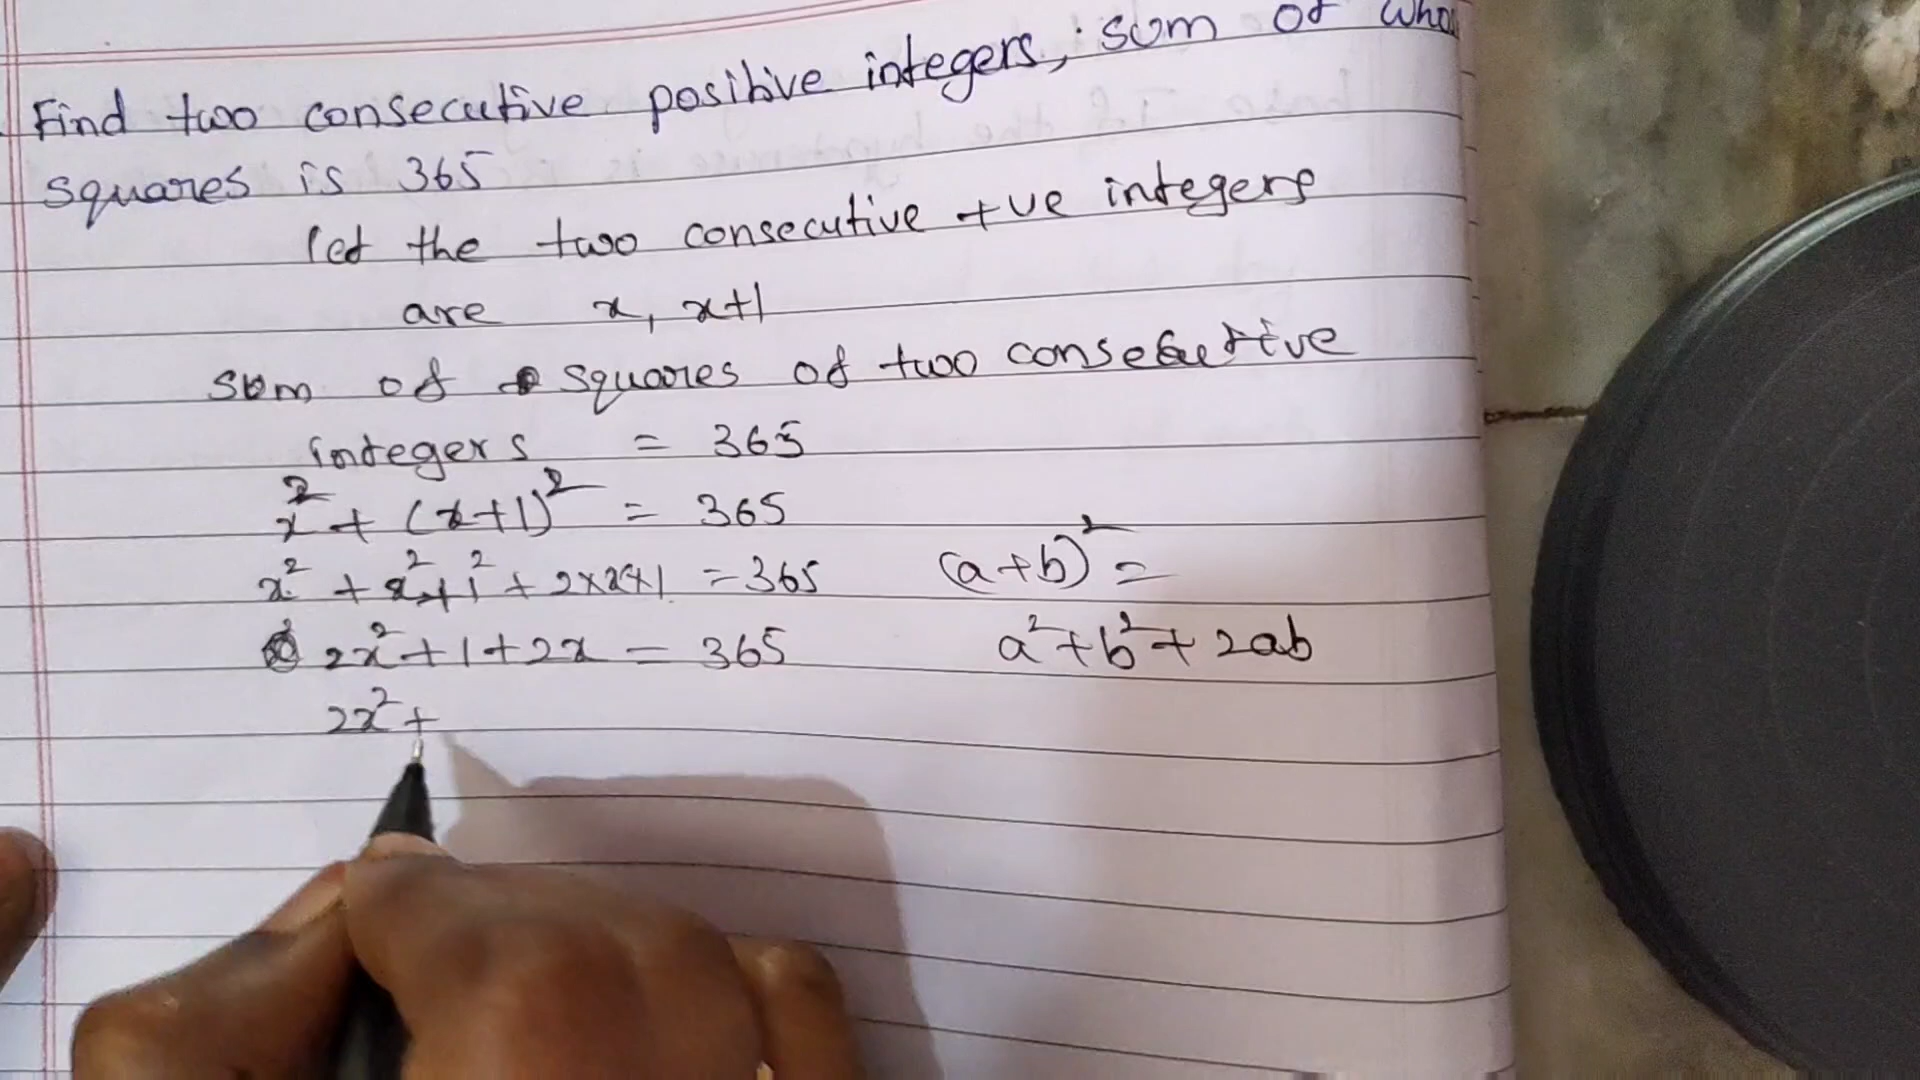 Find two consecutive positive integers, sum of
squares is 365
let the two consecutive +ve integers
are x, x+1
sum of squares of two consecutive
integers = 365
x² + (x+1)² = 365
x² + x²+1² + 2×x×1 = 365
2x²+1+2x = 365
2x²+
(a+b)² =
a²+b²+2ab